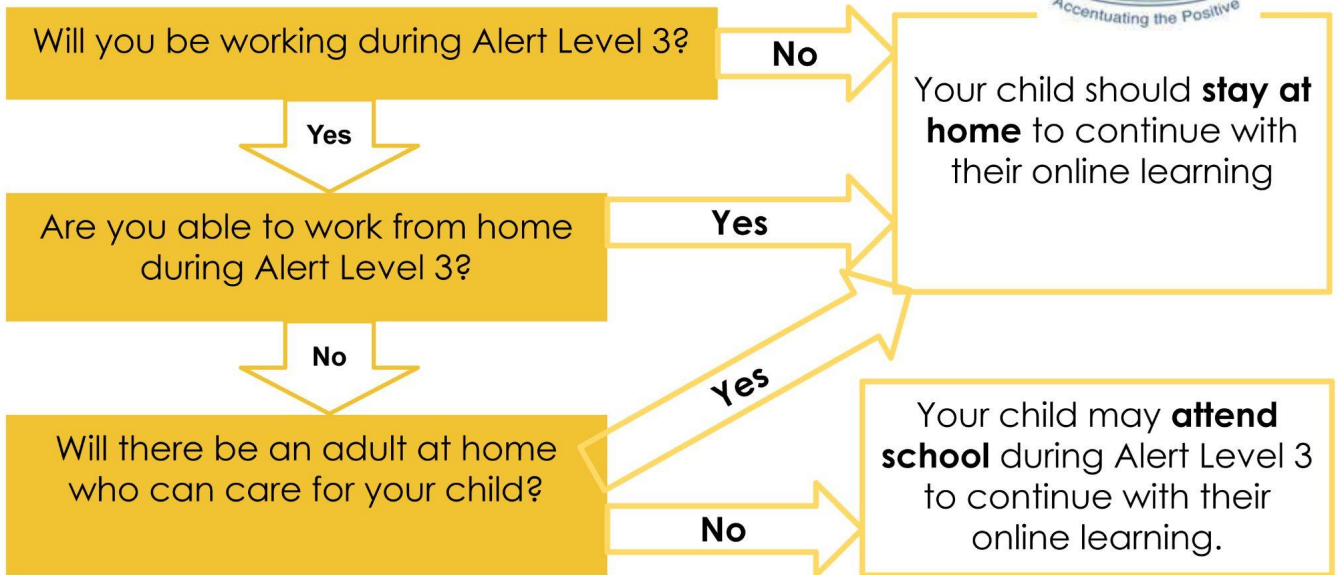 Accentuating the Positive
Will you be working during Alert Level 3?
No
Your child should stay at
home to continue with
their online learning
Yes
Are you able to work from home
during Alert Level 3?
Yes
No
Yes
Will there be an adult at home
who can care for your child?
No
Your child may attend
school during Alert Level 3
to continue with their
online learning.